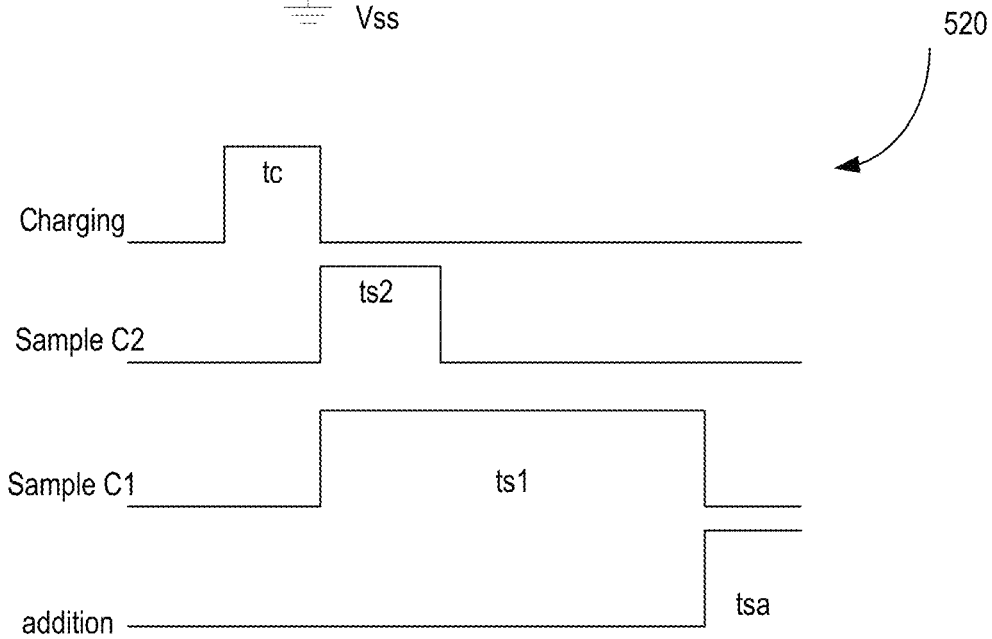 Vss
520
tc
Charging
ts2
Sample C2
ts1
Sample C1
tsa
addition